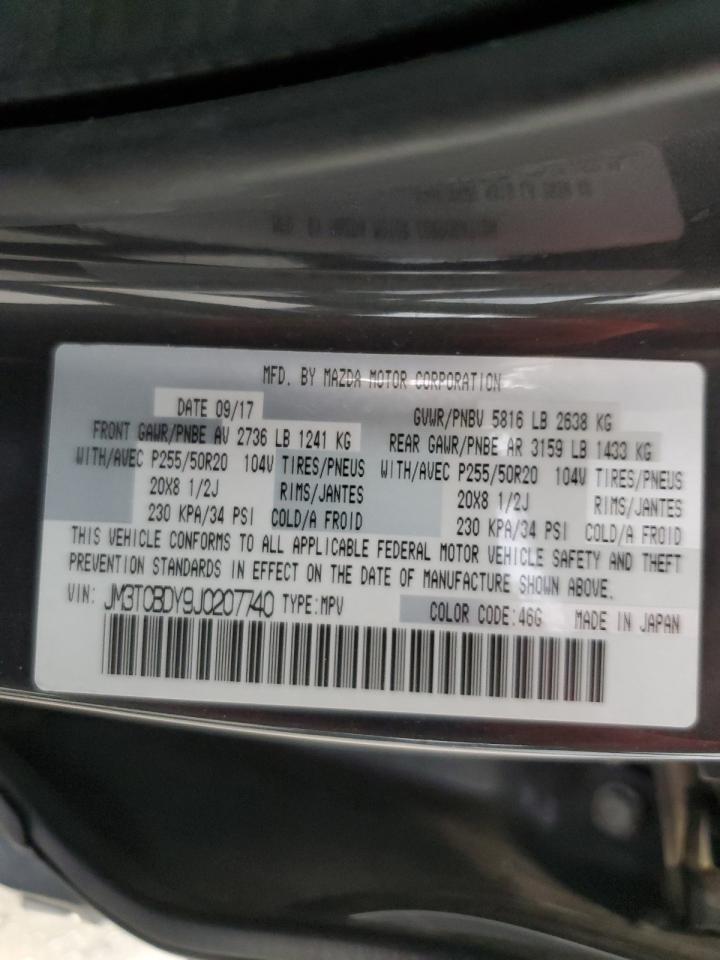 MFD. BY MAZDA MOTOR CORPORATION
DATE 09/17 GVWR/PNBV 5816 LB 2638 KG
FRONT GAWR/PNBE AV 2736 LB 1241 KG REAR GAWR/PNBE AR 3159 LB 1433 KG
WITH/AVEC P255/50R20 104V TIRES/PNEUS WITH/AVEC P255/50R20 104V TIRES/PNEUS
20X8 1/2J RIMS/JANTES 20X8 1/2J RIMS/JANTES
230 KPA/34 PSI COLD/A FROID 230 KPA/34 PSI COLD/A FROID
THIS VEHICLE CONFORMS TO ALL APPLICABLE FEDERAL MOTOR VEHICLE SAFETY AND THEFT
PREVENTION STANDARDS IN EFFECT ON THE DATE OF MANUFACTURE SHOWN ABOVE.
VIN: JM3TCBDY9J0207740 TYPE:MPV COLOR CODE:46G MADE IN JAPAN